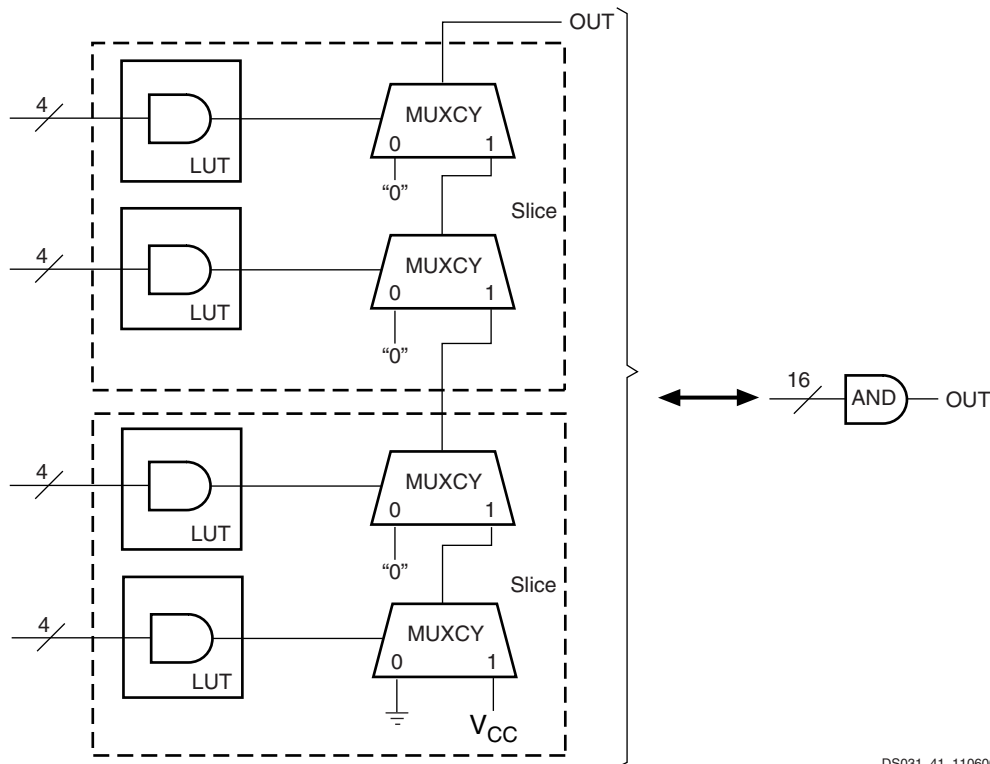 OUT
4
LUT
MUXCY
0 1
“0”
Slice
4
LUT
MUXCY
0 1
“0”
4
LUT
MUXCY
0 1
“0”
Slice
4
LUT
MUXCY
0 1
VCC
16
AND
OUT